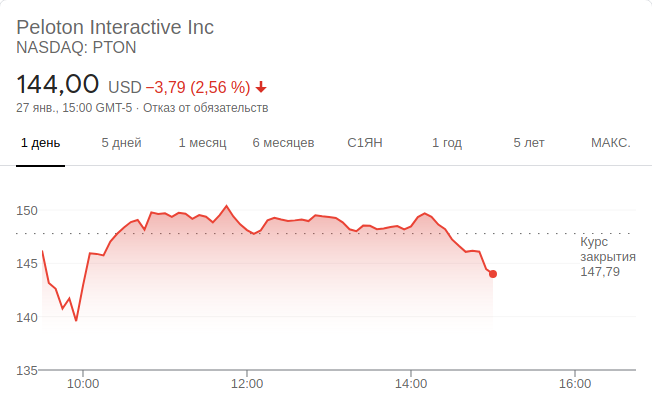 Peloton Interactive Inc
NASDAQ: PTON
144,00 USD −3,79 (2,56 %)
27 янв., 15:00 GMT-5 · Отказ от обязательств
1 день 5 дней 1 месяц 6 месяцев С1ЯН 1 год 5 лет МАКС.
150
Курс
закрытия
147,79
145
140
135
10:00 12:00 14:00 16:00